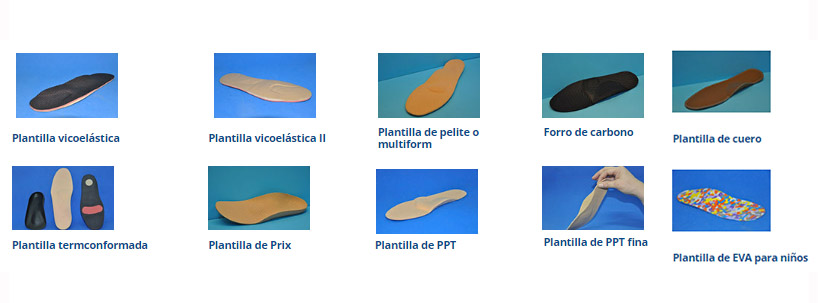 Plantilla vicoelástica
Plantilla vicoelástica II
Plantilla de pelite o
multiform
Forro de carbono
Plantilla de cuero
Plantilla termconformada
Plantilla de Prix
Plantilla de PPT
Plantilla de PPT fina
Plantilla de EVA para niños